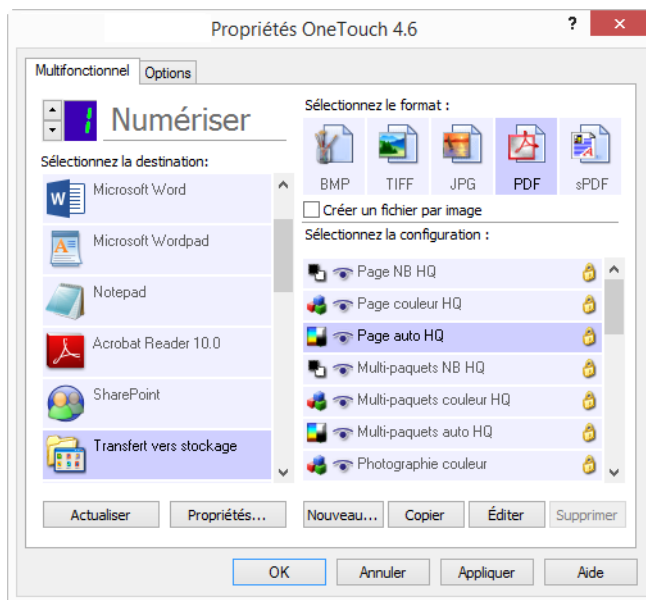 Propriétés OneTouch 4.6
?
Multifonctionnel
Options
1
Numériser
Sélectionnez la destination:
Microsoft Word
Microsoft Wordpad
Notepad
Acrobat Reader 10.0
SharePoint
Transfert vers stockage
Actualiser
Propriétés...
Sélectionnez le format :
BMP
TIFF
JPG
PDF
sPDF
Créer un fichier par image
Sélectionnez la configuration :
Page NB HQ
Page couleur HQ
Page auto HQ
Multi-paquets NB HQ
Multi-paquets couleur HQ
Multi-paquets auto HQ
Photographie couleur
Nouveau...
Copier
Éditer
Supprimer
OK
Annuler
Appliquer
Aide